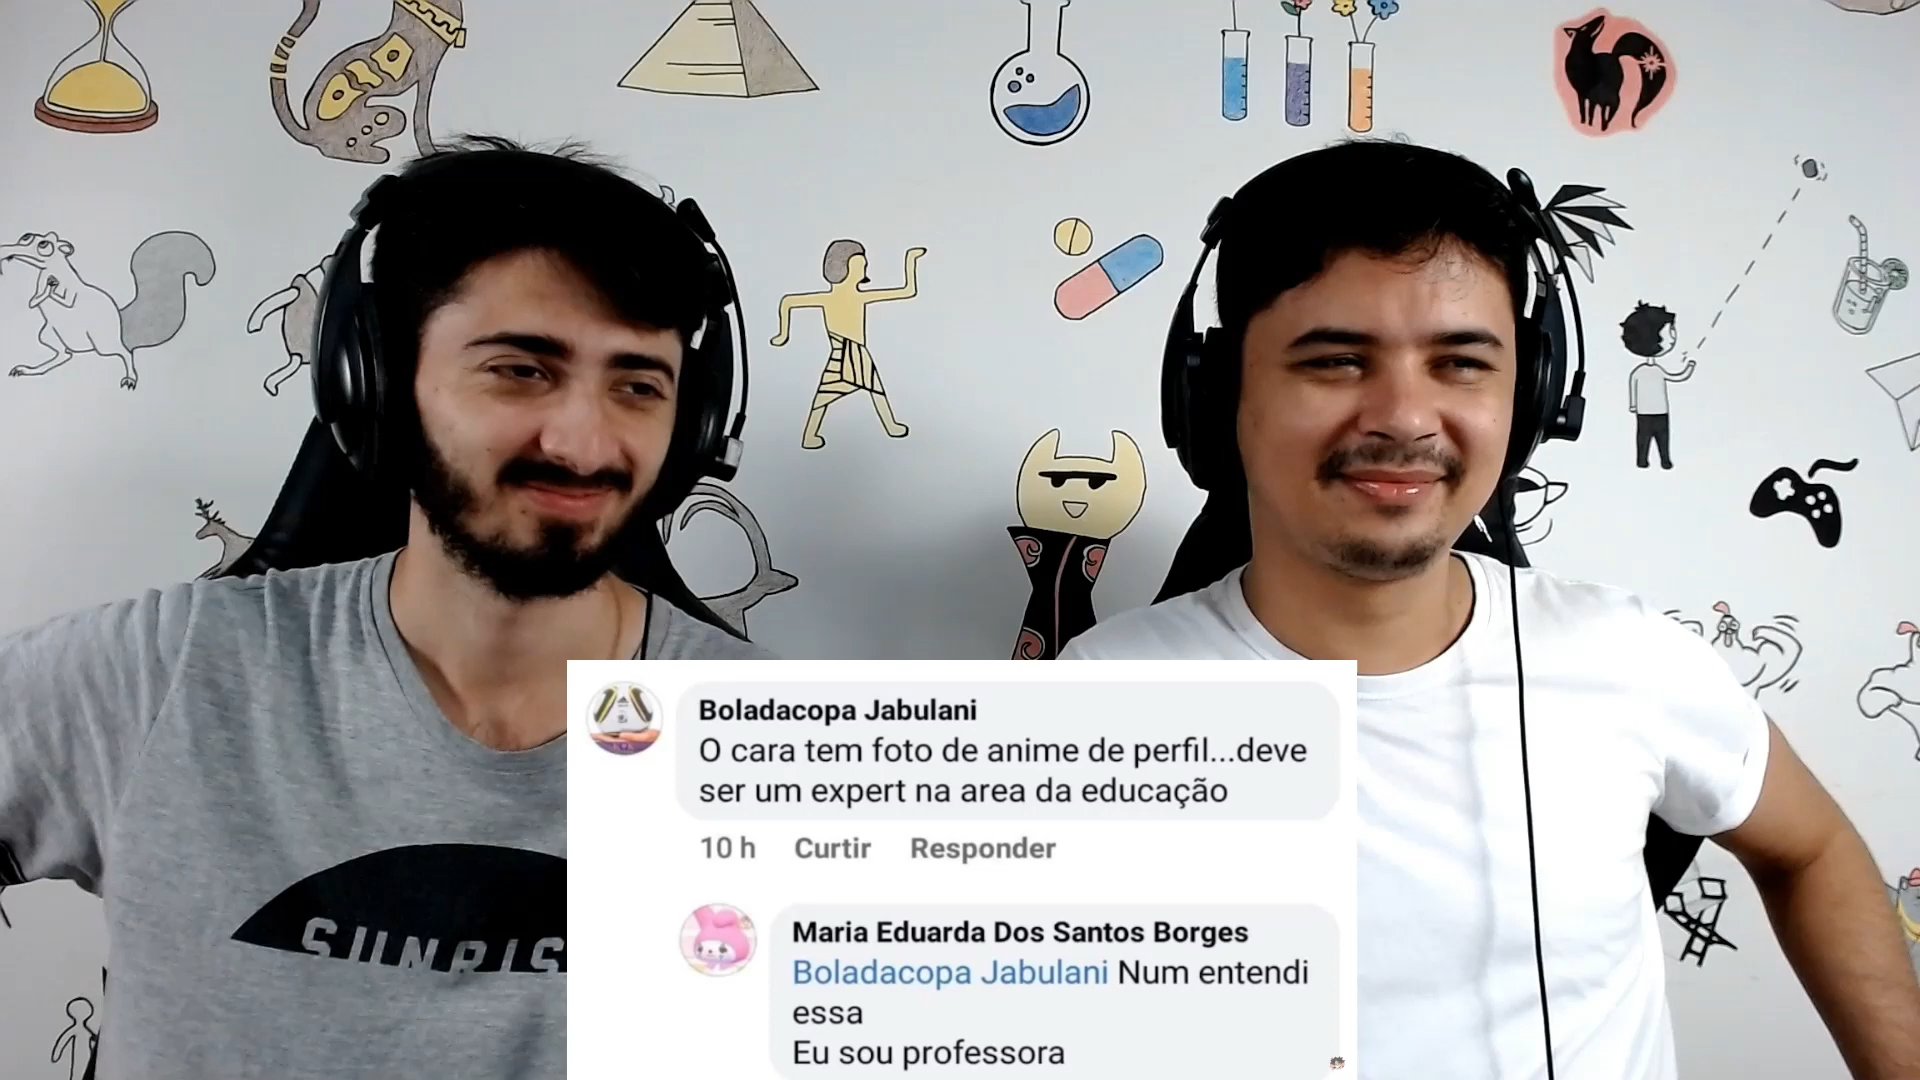 Boladacopa Jabulani
O cara tem foto de anime de perfil...deve
ser um expert na area da educação
10 h Curtir Responder
Maria Eduarda Dos Santos Borges
Boladacopa Jabulani Num entendi
essa
Eu sou professora
SUNRIS